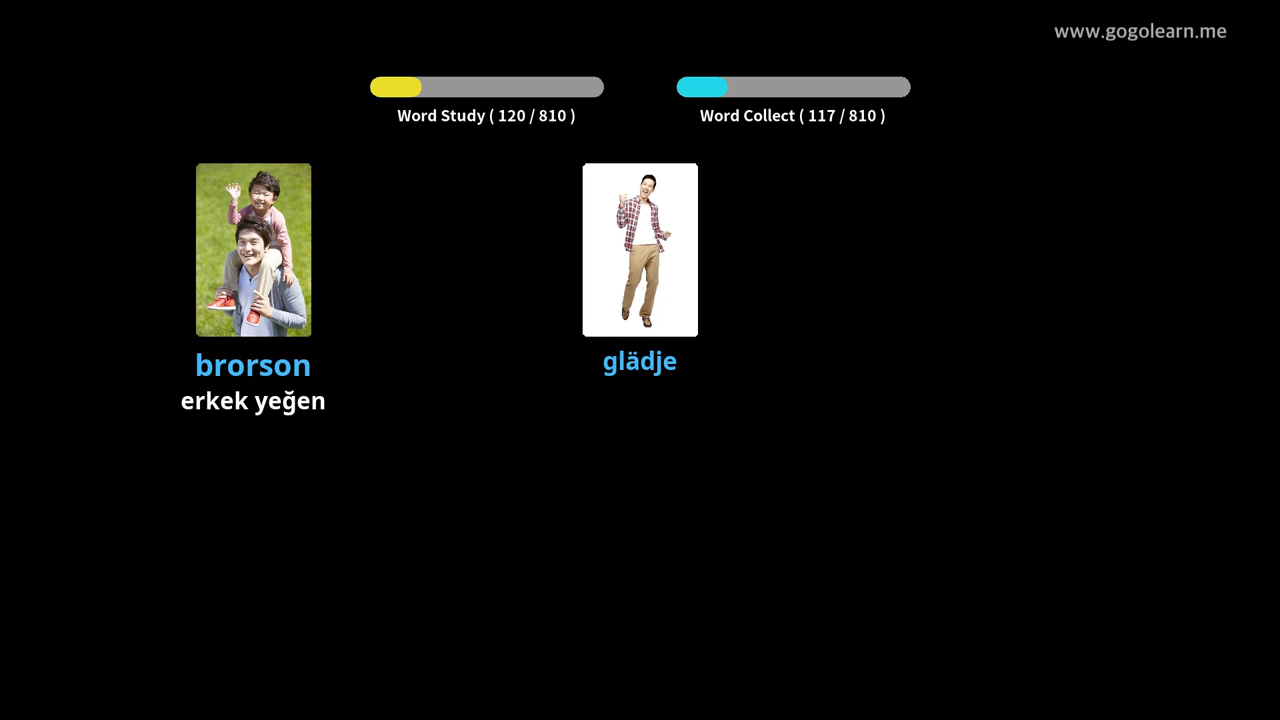 www.gogolearn.me
Word Study ( 120 / 810 )
Word Collect ( 117 / 810 )
brorson
erkek yeğen
glädje